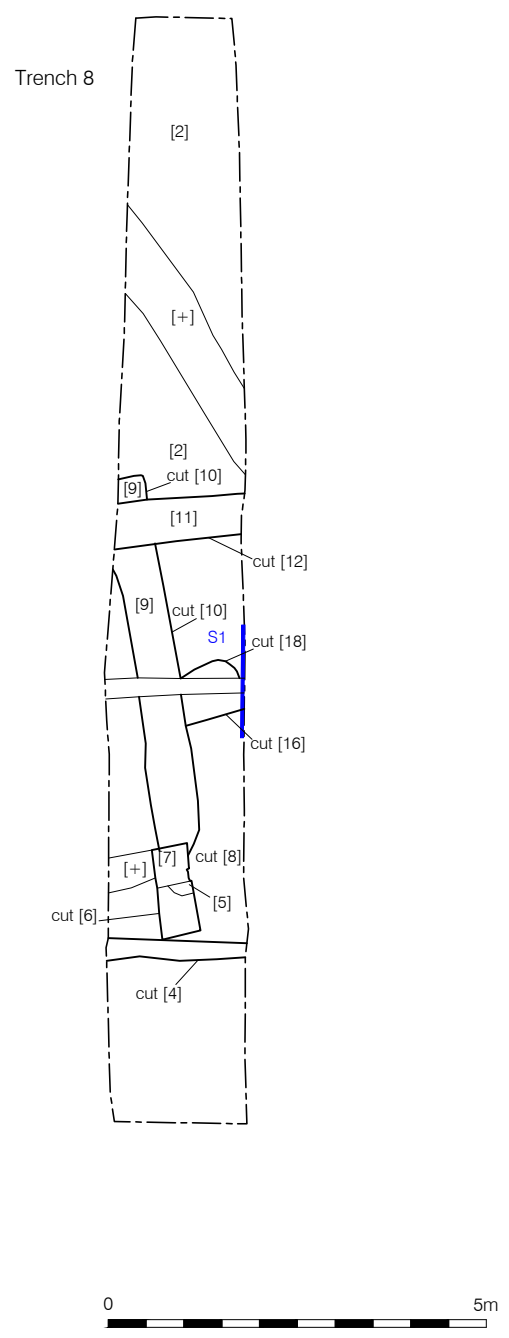 Trench 8
[2]
[+]
[2]
[9] cut [10]
[11]
cut [12]
[9] cut [10]
S1
cut [18]
cut [16]
[7] cut [8]
[+]
[5]
cut [6]
cut [4]
0 5m